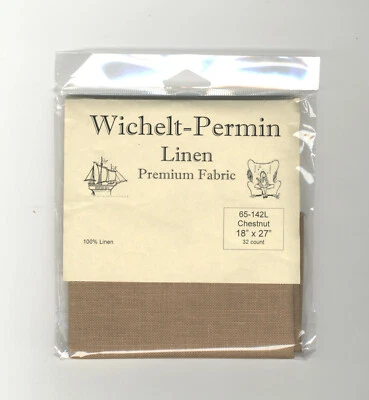 Wichelt-Permin
Linen
Premium Fabric
65-142L
Chestnut
18" x 27"
32 count
100% Linen